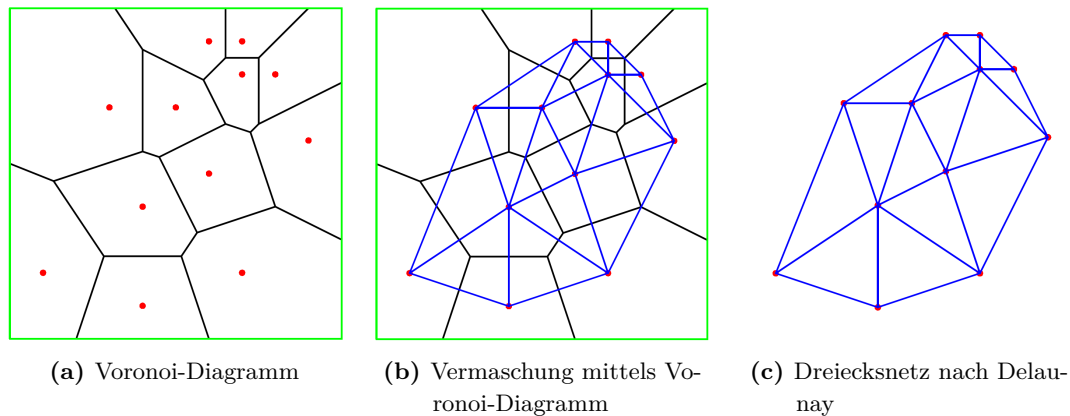 (a) Voronoi-Diagramm
(b) Vermaschung mittels Vo-
ronoi-Diagramm
(c) Dreiecksnetz nach Delau-
nay